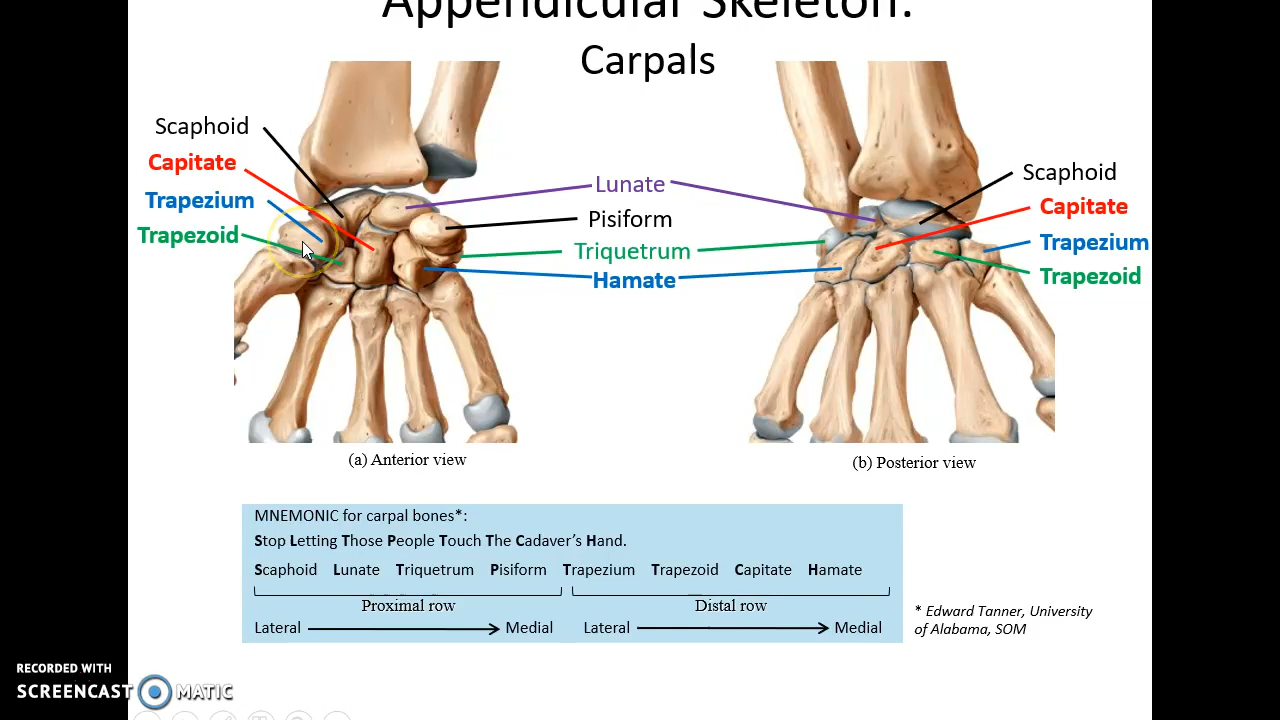 Appendicular Skeleton:
Carpals
Scaphoid
Capitate
Trapezium
Trapezoid
Lunate
Pisiform
Triquetrum
Hamate
Scaphoid
Capitate
Trapezium
Trapezoid
(a) Anterior view
(b) Posterior view
MNEMONIC for carpal bones*:
Stop Letting Those People Touch The Cadaver's Hand.
Scaphoid Lunate Triquetrum Pisiform Trapezium Trapezoid Capitate Hamate
Proximal row Distal row
Lateral Medial Lateral Medial
* Edward Tanner, University
of Alabama, SOM
RECORDED WITH
SCREENCAST MATIC